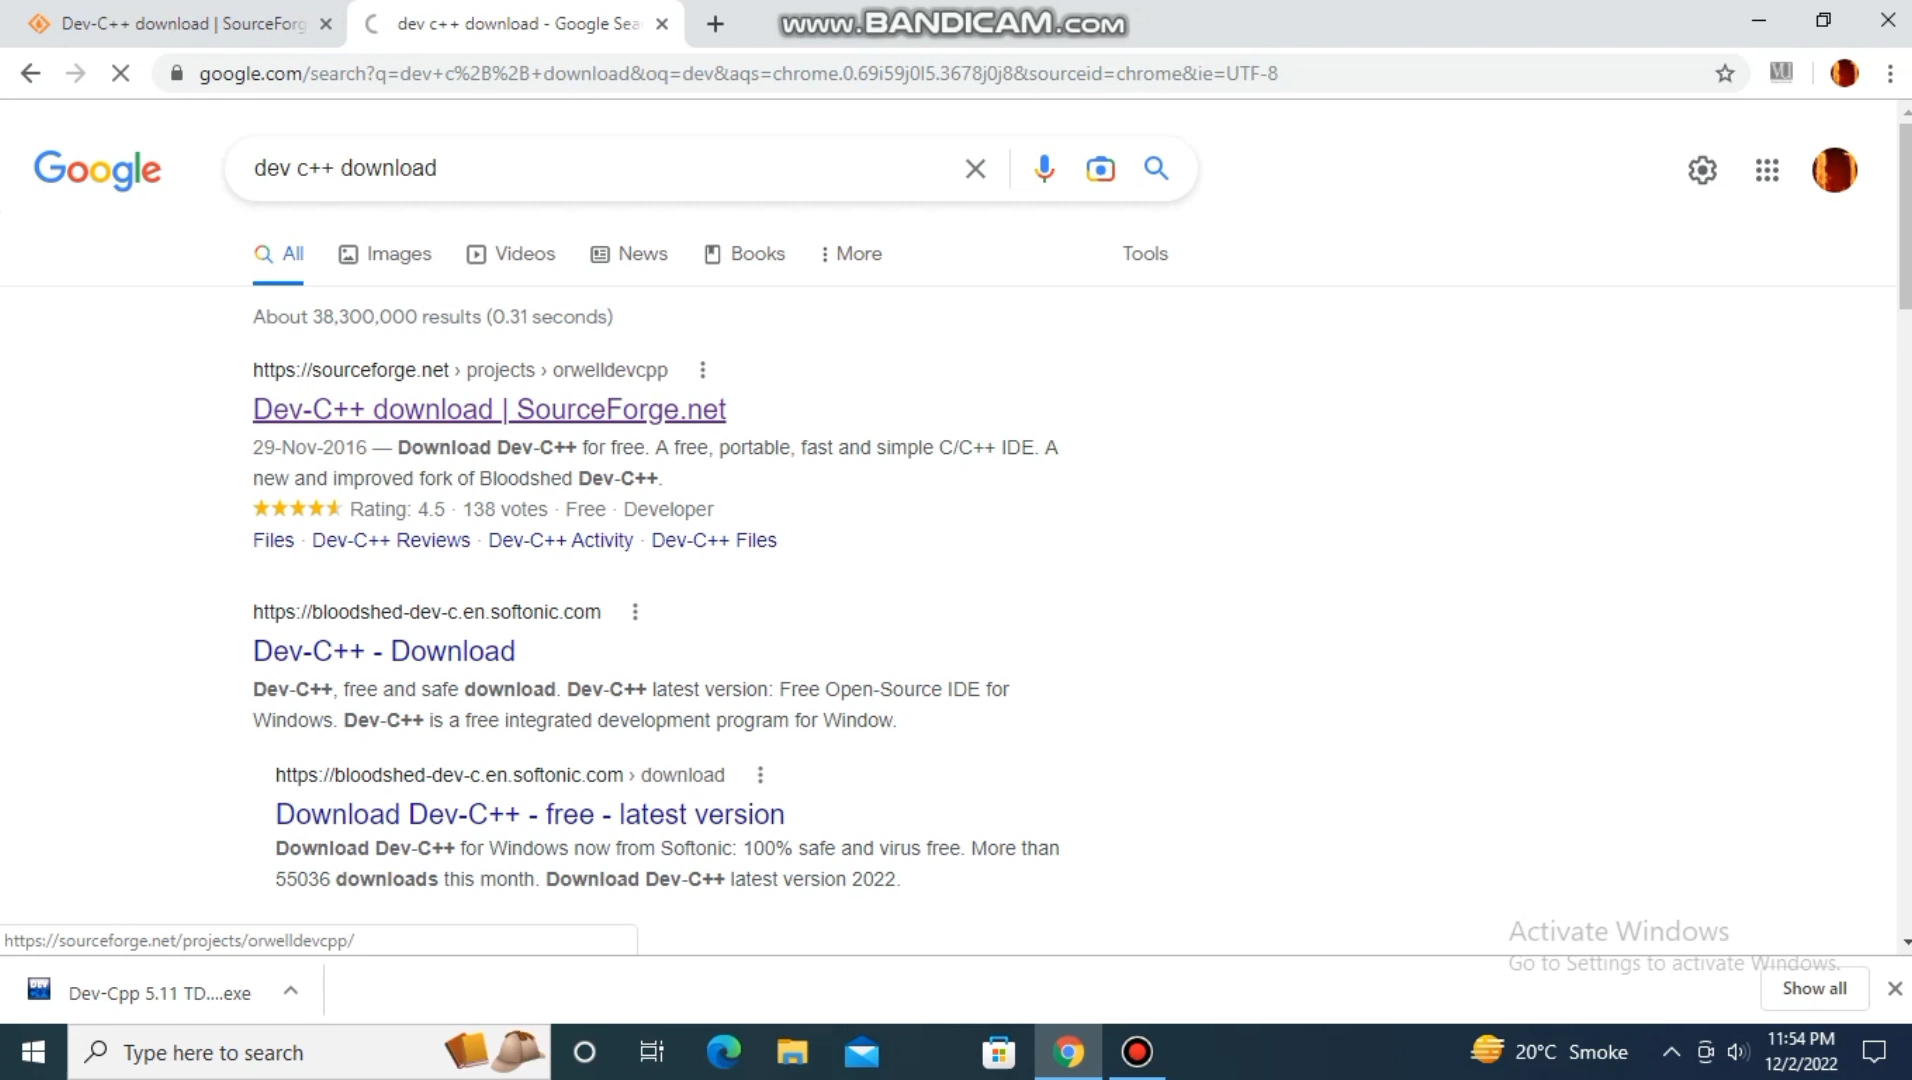 Dev-C++ download | SourceForg
dev c++ download - Google Sea
www.BANDICAM.com
google.com/search?q=dev+c%2B%2B+download&oq=dev&aqs=chrome.0.69i59j0l5.3678j0j8&sourceid=chrome&ie=UTF-8
VU
Google
dev c++ download
All
Images
Videos
News
Books
More
Tools
About 38,300,000 results (0.31 seconds)
https://sourceforge.net › projects › orwelldevcpp
Dev-C++ download | SourceForge.net
29-Nov-2016 — Download Dev-C++ for free. A free, portable, fast and simple C/C++ IDE. A
new and improved fork of Bloodshed Dev-C++.
Rating: 4.5 · 138 votes · Free · Developer
Files · Dev-C++ Reviews · Dev-C++ Activity · Dev-C++ Files
https://bloodshed-dev-c.en.softonic.com
Dev-C++ - Download
Dev-C++, free and safe download. Dev-C++ latest version: Free Open-Source IDE for
Windows. Dev-C++ is a free integrated development program for Window.
https://bloodshed-dev-c.en.softonic.com › download
Download Dev-C++ - free - latest version
Download Dev-C++ for Windows now from Softonic: 100% safe and virus free. More than
55036 downloads this month. Download Dev-C++ latest version 2022.
Activate Windows
Go to Settings to activate Windows.
https://sourceforge.net/projects/orwelldevcpp/
DEV
Dev-Cpp 5.11 TD....exe
Show all
Type here to search
20°C Smoke
11:54 PM
12/2/2022